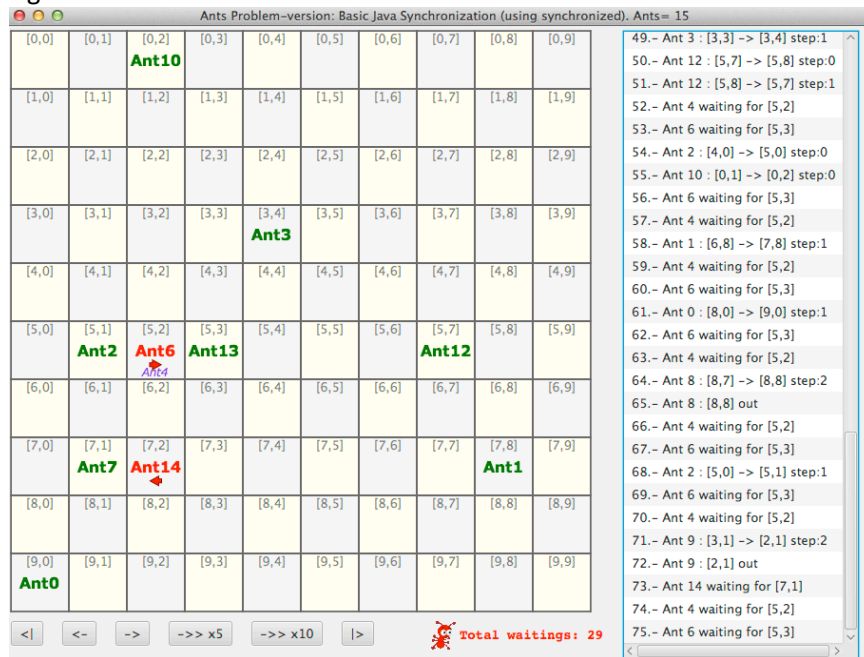 Ants Problem-version: Basic Java Synchronization (using synchronized). Ants= 15
[0,0] [0,1] [0,2] [0,3] [0,4] [0,5] [0,6] [0,7] [0,8] [0,9]
Ant10
[1,0] [1,1] [1,2] [1,3] [1,4] [1,5] [1,6] [1,7] [1,8] [1,9]
[2,0] [2,1] [2,2] [2,3] [2,4] [2,5] [2,6] [2,7] [2,8] [2,9]
[3,0] [3,1] [3,2] [3,3] [3,4] [3,5] [3,6] [3,7] [3,8] [3,9]
Ant3
[4,0] [4,1] [4,2] [4,3] [4,4] [4,5] [4,6] [4,7] [4,8] [4,9]
[5,0] [5,1] [5,2] [5,3] [5,4] [5,5] [5,6] [5,7] [5,8] [5,9]
Ant2 Ant6 Ant13 Ant12
Ant4
[6,0] [6,1] [6,2] [6,3] [6,4] [6,5] [6,6] [6,7] [6,8] [6,9]
[7,0] [7,1] [7,2] [7,3] [7,4] [7,5] [7,6] [7,7] [7,8] [7,9]
Ant7 Ant14 Ant1
[8,0] [8,1] [8,2] [8,3] [8,4] [8,5] [8,6] [8,7] [8,8] [8,9]
[9,0] [9,1] [9,2] [9,3] [9,4] [9,5] [9,6] [9,7] [9,8] [9,9]
Ant0
<| <- -> ->> x5 ->> x10 |> Total waitings: 29
49.- Ant 3 : [3,3] -> [3,4] step:1
50.- Ant 12 : [5,7] -> [5,8] step:0
51.- Ant 12 : [5,8] -> [5,7] step:1
52.- Ant 4 waiting for [5,2]
53.- Ant 6 waiting for [5,3]
54.- Ant 2 : [4,0] -> [5,0] step:0
55.- Ant 10 : [0,1] -> [0,2] step:0
56.- Ant 6 waiting for [5,3]
57.- Ant 4 waiting for [5,2]
58.- Ant 1 : [6,8] -> [7,8] step:1
59.- Ant 4 waiting for [5,2]
60.- Ant 6 waiting for [5,3]
61.- Ant 0 : [8,0] -> [9,0] step:1
62.- Ant 6 waiting for [5,3]
63.- Ant 4 waiting for [5,2]
64.- Ant 8 : [8,7] -> [8,8] step:2
65.- Ant 8 : [8,8] out
66.- Ant 4 waiting for [5,2]
67.- Ant 6 waiting for [5,3]
68.- Ant 2 : [5,0] -> [5,1] step:1
69.- Ant 6 waiting for [5,3]
70.- Ant 4 waiting for [5,2]
71.- Ant 9 : [3,1] -> [2,1] step:2
72.- Ant 9 : [2,1] out
73.- Ant 14 waiting for [7,1]
74.- Ant 4 waiting for [5,2]
75.- Ant 6 waiting for [5,3]